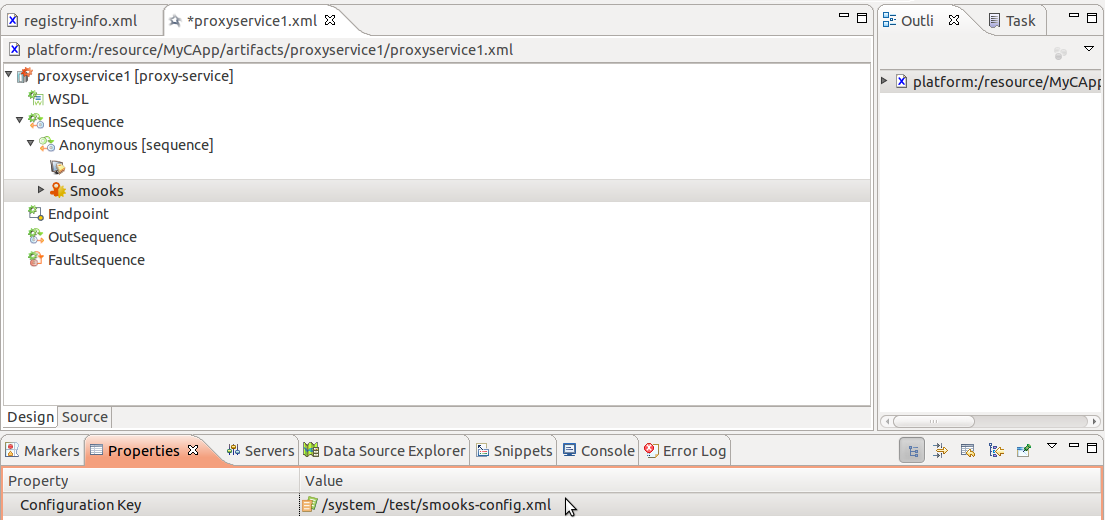 registry-info.xml
*proxyservice1.xml
Outli
Task
platform:/resource/MyCApp/artifacts/proxyservice1/proxyservice1.xml
proxyservice1 [proxy-service]
platform:/resource/MyCApp
WSDL
InSequence
Anonymous [sequence]
Log
Smooks
Endpoint
OutSequence
FaultSequence
Design
Source
Markers
Properties
Servers
Data Source Explorer
Snippets
Console
Error Log
Property
Value
Configuration Key
/system_/test/smooks-config.xml